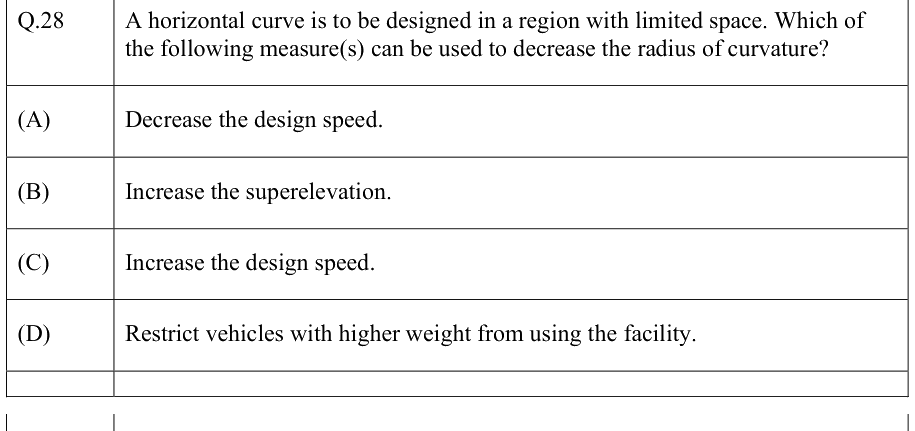 Q.28 A horizontal curve is to be designed in a region with limited space. Which of
the following measure(s) can be used to decrease the radius of curvature?
(A) Decrease the design speed.
(B) Increase the superelevation.
(C) Increase the design speed.
(D) Restrict vehicles with higher weight from using the facility.